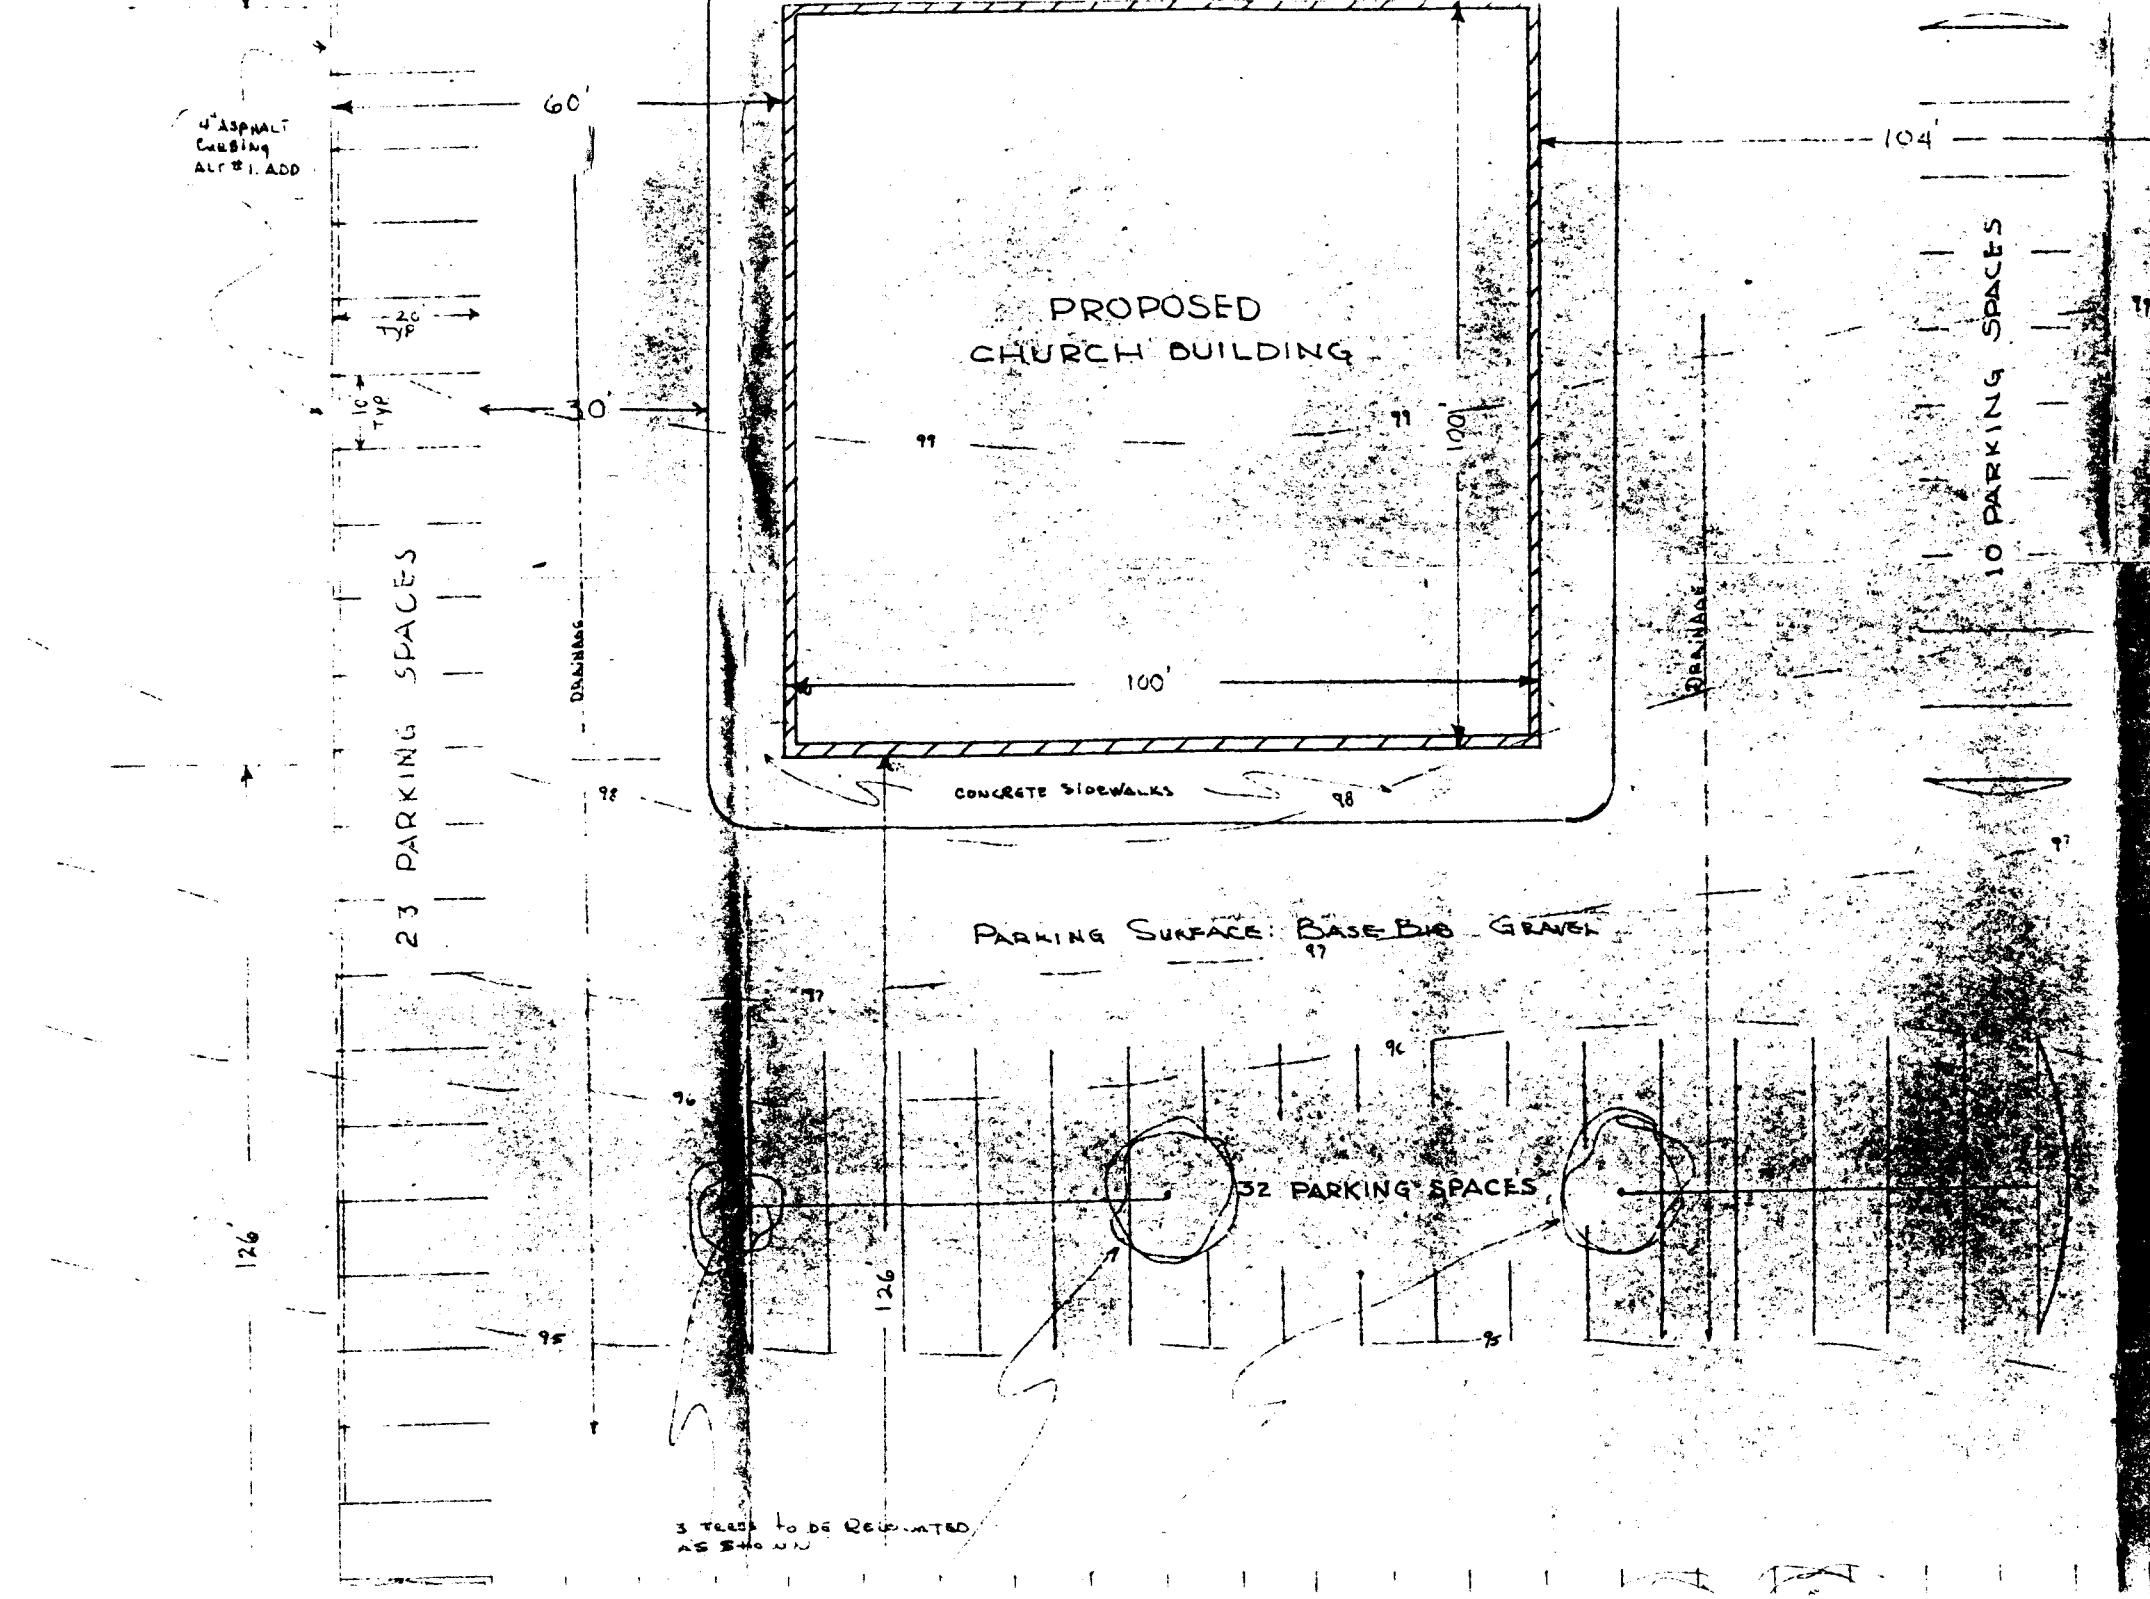 60'
104'
4" ASPHALT
CURBING
ALT #1. ADD
PROPOSED
CHURCH BUILDING
20
TYP
10
TYP
30'
99
99
100'
10 PARKING SPACES
23 PARKING SPACES
DRAINAGE
DRAINAGE
100'
98
CONCRETE SIDEWALKS
98
97
PARKING SURFACE: BASE BID GRAVEL
97
97
96
96
32 PARKING SPACES
126'
126'
95
95
3 TREES TO BE
AS SHOWN